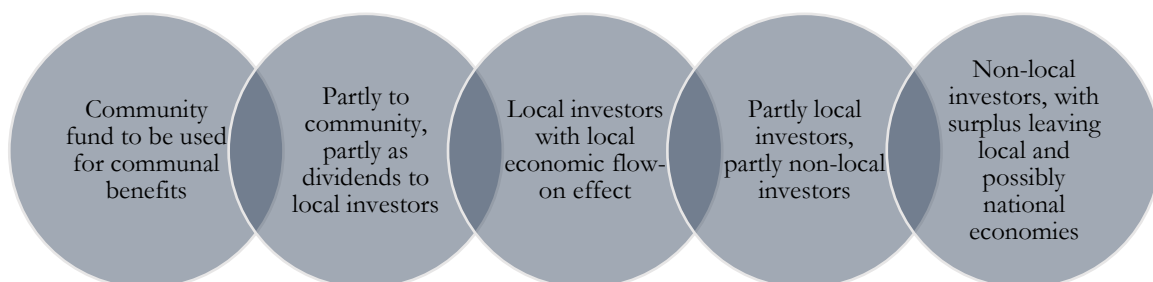 Community
fund to be used
for communal
benefits
Partly to
community,
partly as
dividends to
local investors
Local investors
with local
economic flow-
on effect
Partly local
investors,
partly non-local
investors
Non-local
investors, with
surplus leaving
local and
possibly
national
economies